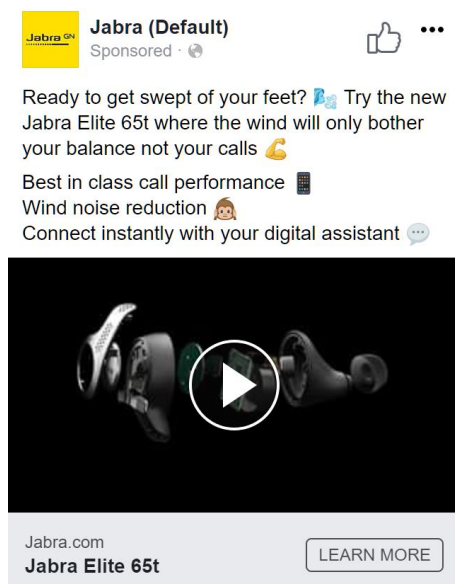 Jabra GN
Jabra (Default)
Sponsored ·
Ready to get swept of your feet? 🌬️ Try the new
Jabra Elite 65t where the wind will only bother
your balance not your calls 💪
Best in class call performance 📱
Wind noise reduction 🙉
Connect instantly with your digital assistant 💬
Jabra.com
Jabra Elite 65t
LEARN MORE